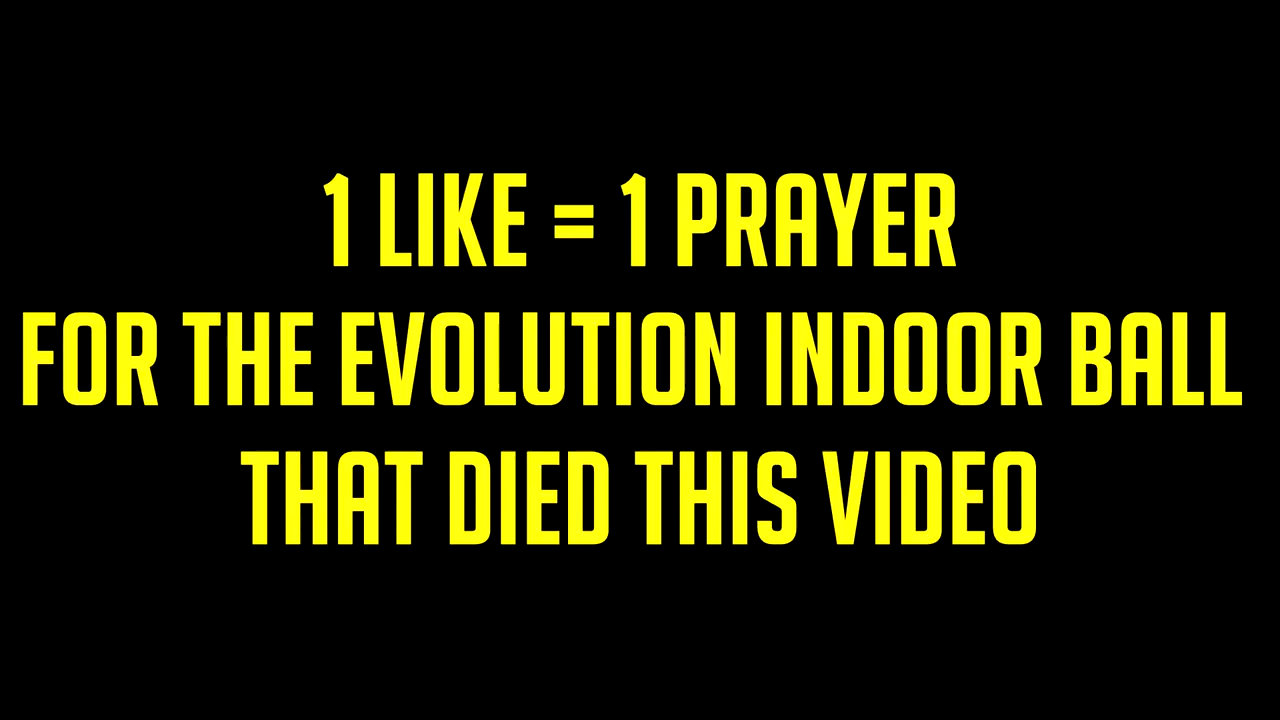 1 LIKE = 1 PRAYER
FOR THE EVOLUTION INDOOR BALL
THAT DIED THIS VIDEO